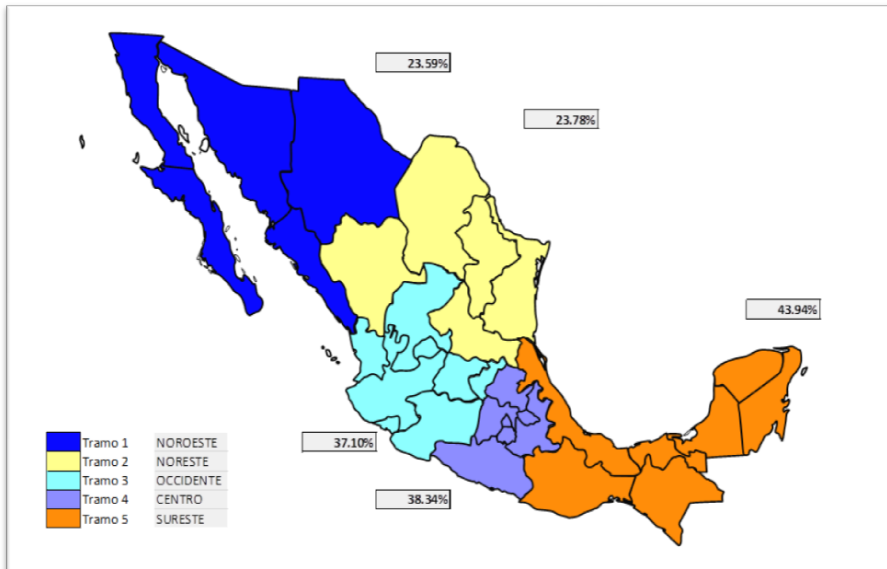 23.59%
23.78%
43.94%
37.10%
38.34%
Tramo 1 NOROESTE
Tramo 2 NORESTE
Tramo 3 OCCIDENTE
Tramo 4 CENTRO
Tramo 5 SURESTE